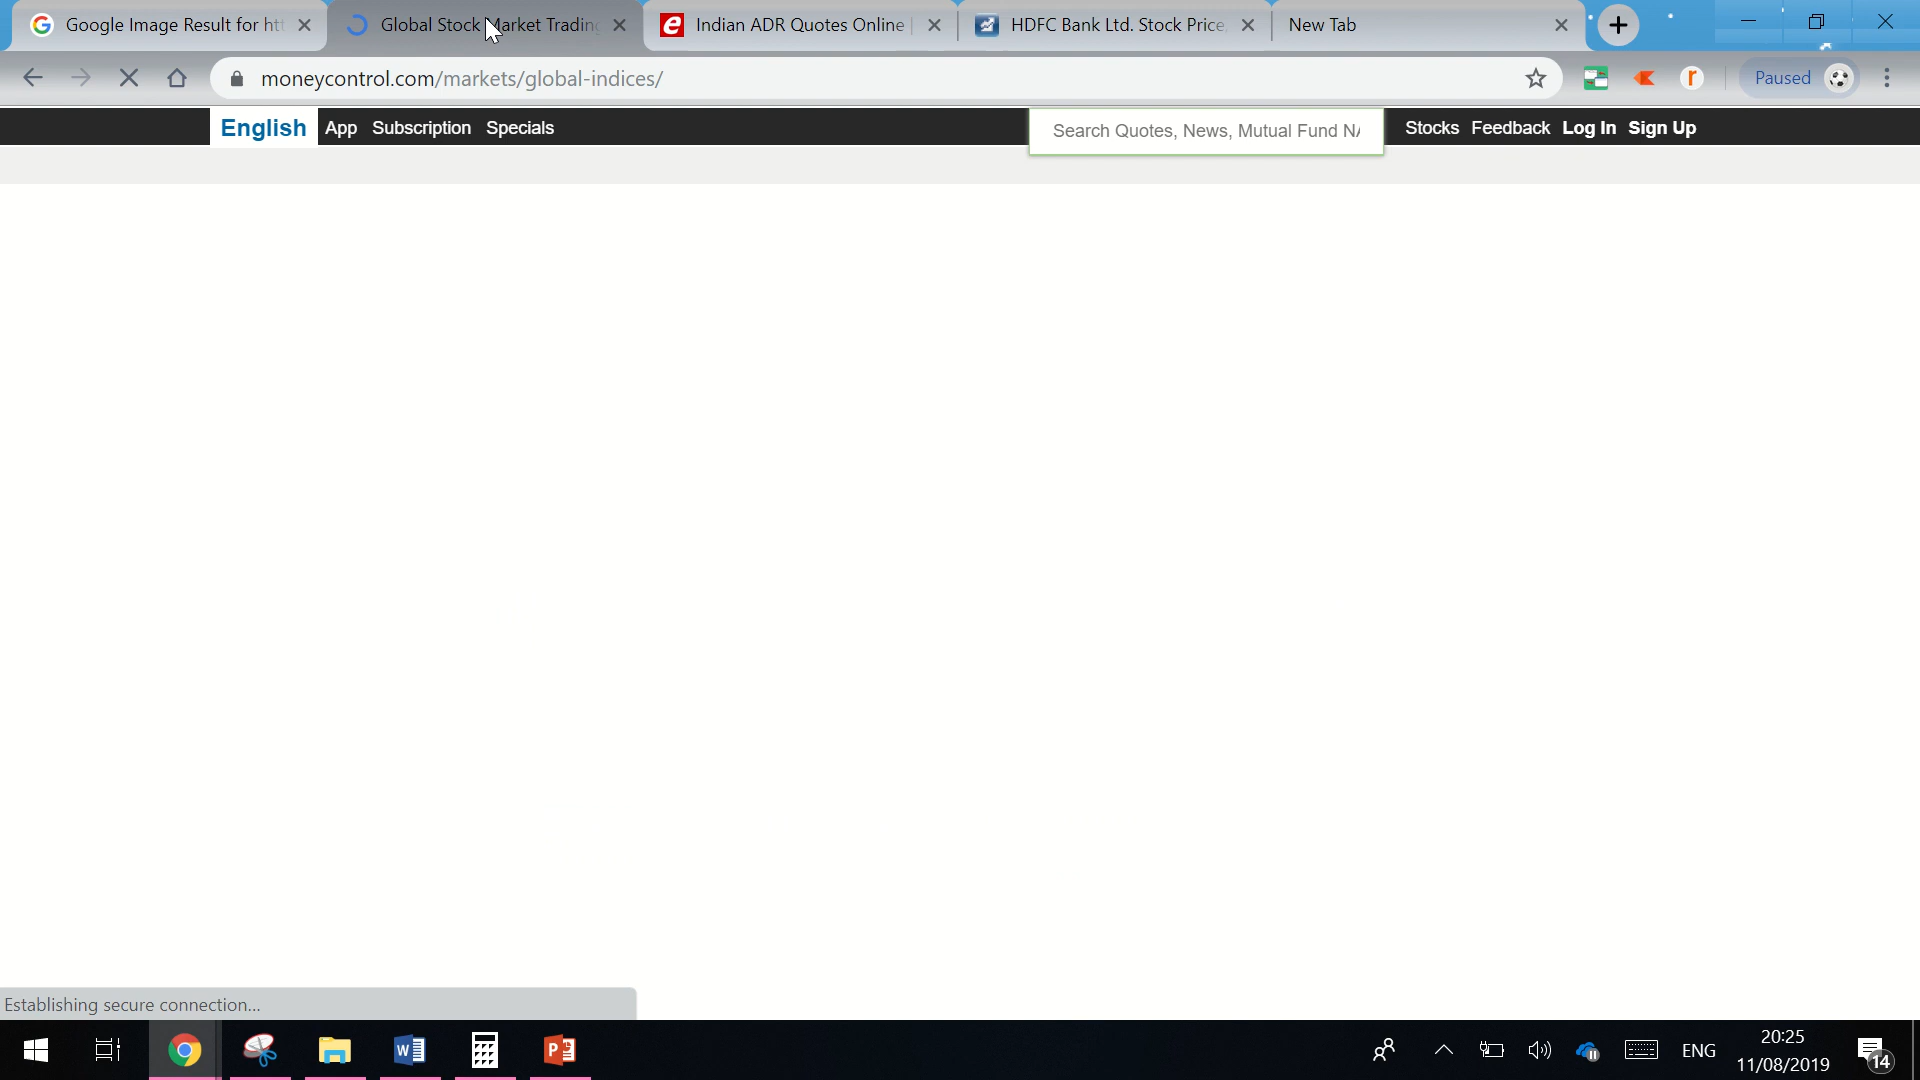 Google Image Result for htt
Global Stock Market Trading
Indian ADR Quotes Online
HDFC Bank Ltd. Stock Price,
New Tab
moneycontrol.com/markets/global-indices/
Paused
English App Subscription Specials
Search Quotes, News, Mutual Fund NA
Stocks Feedback Log In Sign Up
Establishing secure connection...
ENG
20:25
11/08/2019
14